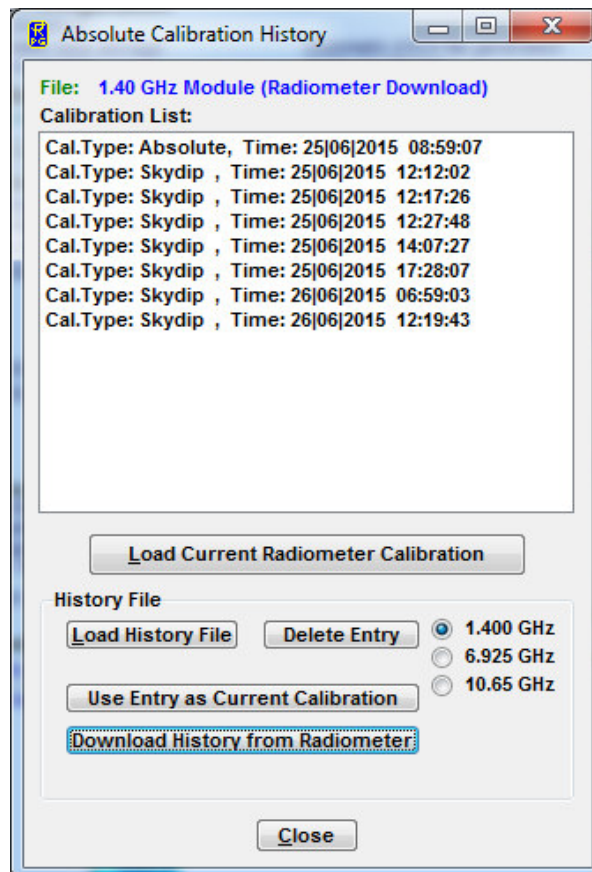 Absolute Calibration History
File: 1.40 GHz Module (Radiometer Download)
Calibration List:
Cal.Type: Absolute, Time: 25|06|2015 08:59:07
Cal.Type: Skydip , Time: 25|06|2015 12:12:02
Cal.Type: Skydip , Time: 25|06|2015 12:17:26
Cal.Type: Skydip , Time: 25|06|2015 12:27:48
Cal.Type: Skydip , Time: 25|06|2015 14:07:27
Cal.Type: Skydip , Time: 25|06|2015 17:28:07
Cal.Type: Skydip , Time: 26|06|2015 06:59:03
Cal.Type: Skydip , Time: 26|06|2015 12:19:43
Load Current Radiometer Calibration
History File
Load History File
Delete Entry
1.400 GHz
6.925 GHz
10.65 GHz
Use Entry as Current Calibration
Download History from Radiometer
Close